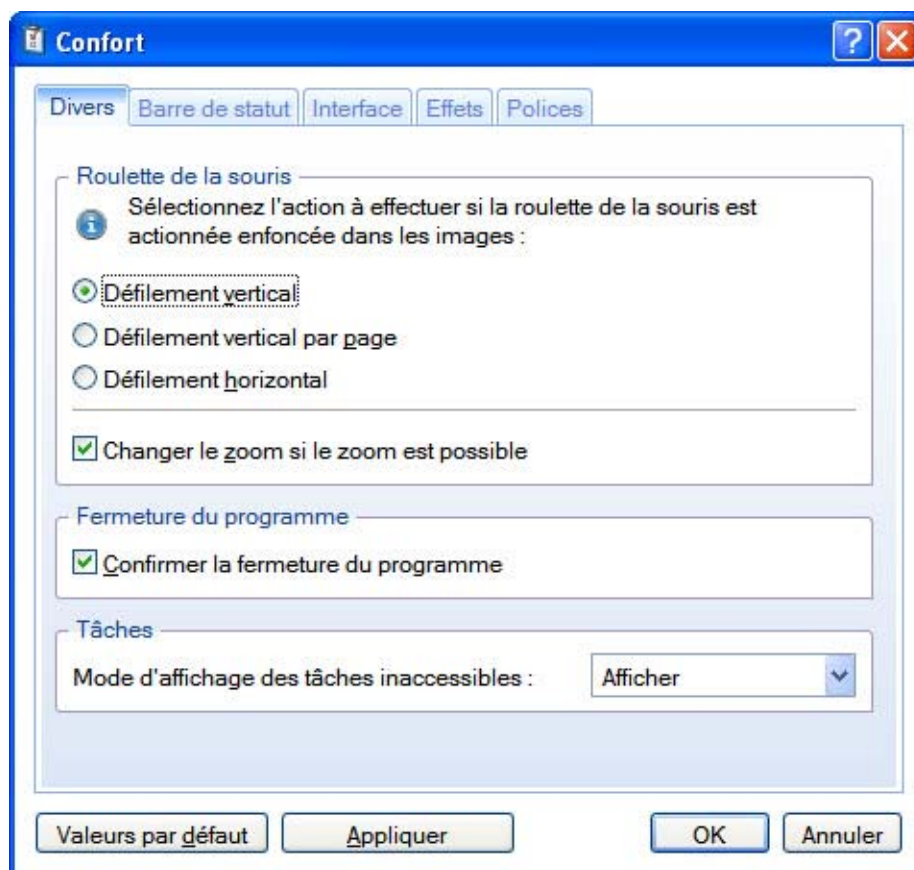 Confort
Divers
Barre de statut
Interface
Effets
Polices
Roulette de la souris
Sélectionnez l'action à effectuer si la roulette de la souris est
actionnée enfoncée dans les images :
Défilement vertical
Défilement vertical par page
Défilement horizontal
Changer le zoom si le zoom est possible
Fermeture du programme
Confirmer la fermeture du programme
Tâches
Mode d'affichage des tâches inaccessibles :
Afficher
Valeurs par défaut
Appliquer
OK
Annuler